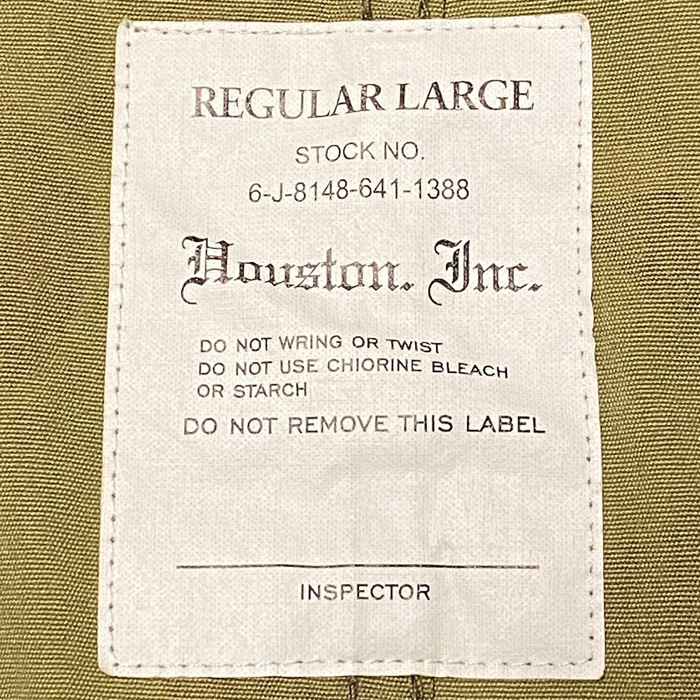 REGULAR LARGE
STOCK NO.
6-J-8148-641-1388
Houston. Inc.
DO NOT WRING OR TWIST
DO NOT USE CHIORINE BLEACH
OR STARCH
DO NOT REMOVE THIS LABEL
INSPECTOR